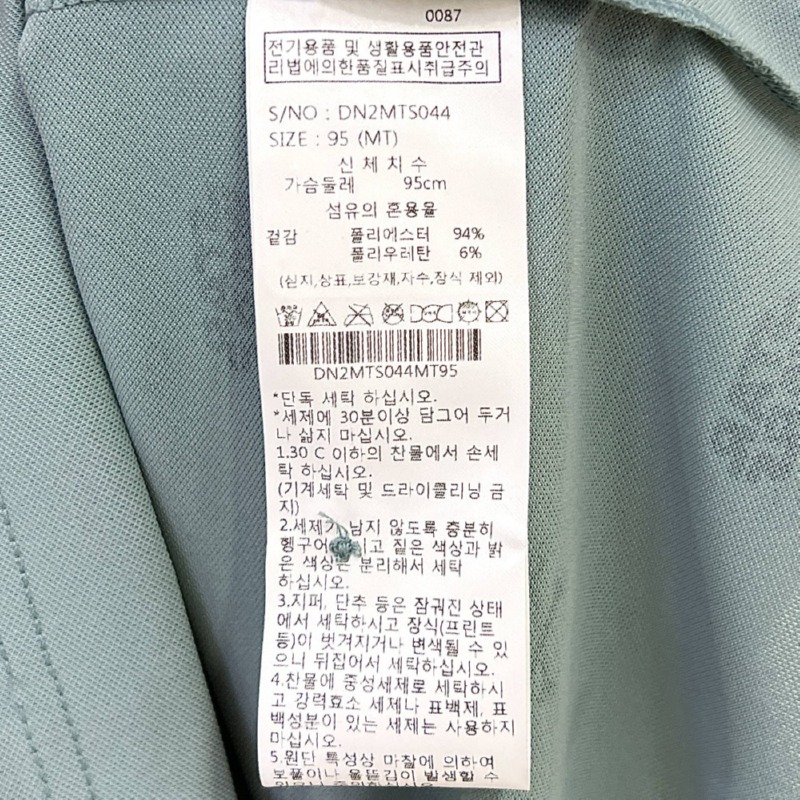 0087
전기용품 및 생활용품안전관
리법에의한품질표시취급주의
S/NO : DN2MTS044
SIZE : 95 (MT)
신 체 치 수
가슴둘레 95cm
섬유의 혼용율
겉감 폴리에스터 94%
폴리우레탄 6%
(심지,상표,보강재,자수,장식 제외)
DN2MTS044MT95
*단독 세탁 하십시오.
*세제에 30분이상 담그어 두거
나 삶지 마십시오.
1.30 C 이하의 찬물에서 손세
탁 하십시오.
(기계세탁 및 드라이클리닝 금
지)
2.세제가 남지 않도록 충분히
헹구어 이고 짙은 색상과 밝
은 색상은 분리해서 세탁
하십시오.
3.지퍼, 단추 등은 잠궈진 상태
에서 세탁하시고 장식(프린트
등)이 벗겨지거나 변색될 수 있
으니 뒤집어서 세탁하십시오.
4.찬물에 중성세제로 세탁하시
고 강력효소 세제나 표백제, 표
백성분이 있는 세제는 사용하지
마십시오.
5.원단 특성상 마찰에 의하여
보풀이나 올뜯김이 발생할 수